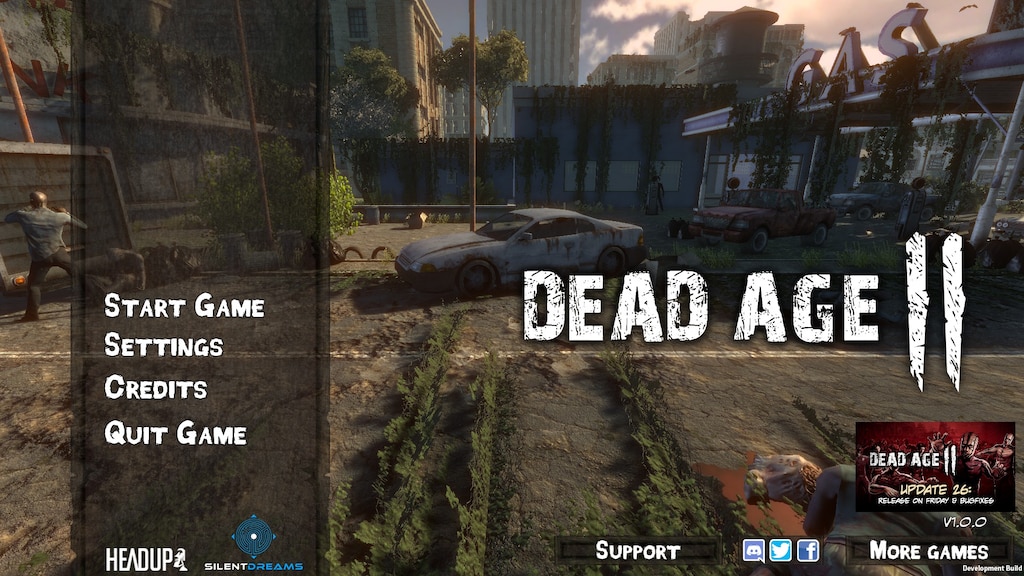 GAS
DEAD AGE II
START GAME
SETTINGS
CREDITS
QUIT GAME
DEAD AGE II
UPDATE 26:
RELEASE ON FRIDAY & BUGFIXES
V1.0.0
HEADUP
SILENTDREAMS
SUPPORT
MORE GAMES
Development Build